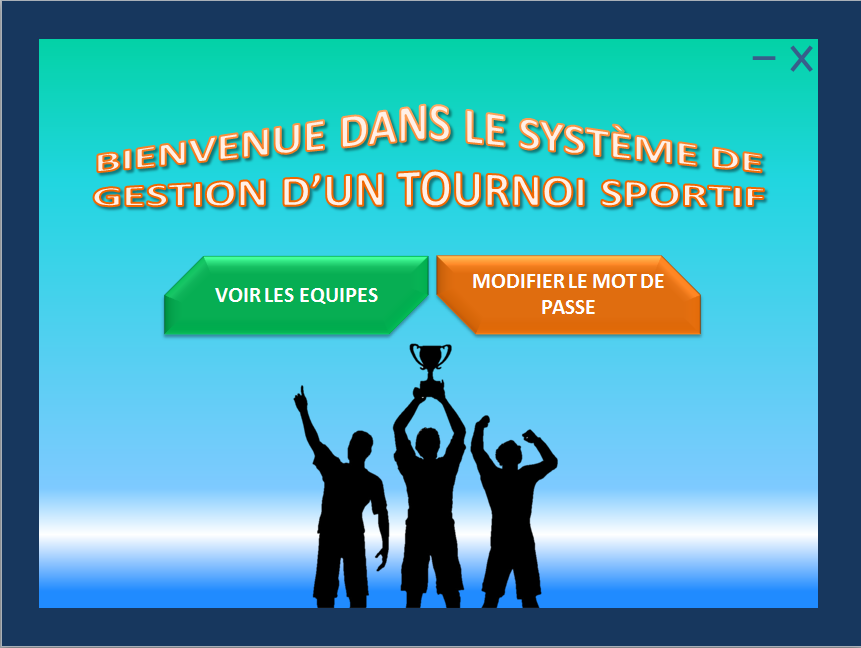 BIENVENUE DANS LE SYSTÈME DE
GESTION D'UN TOURNOI SPORTIF
VOIR LES EQUIPES
MODIFIER LE MOT DE
PASSE